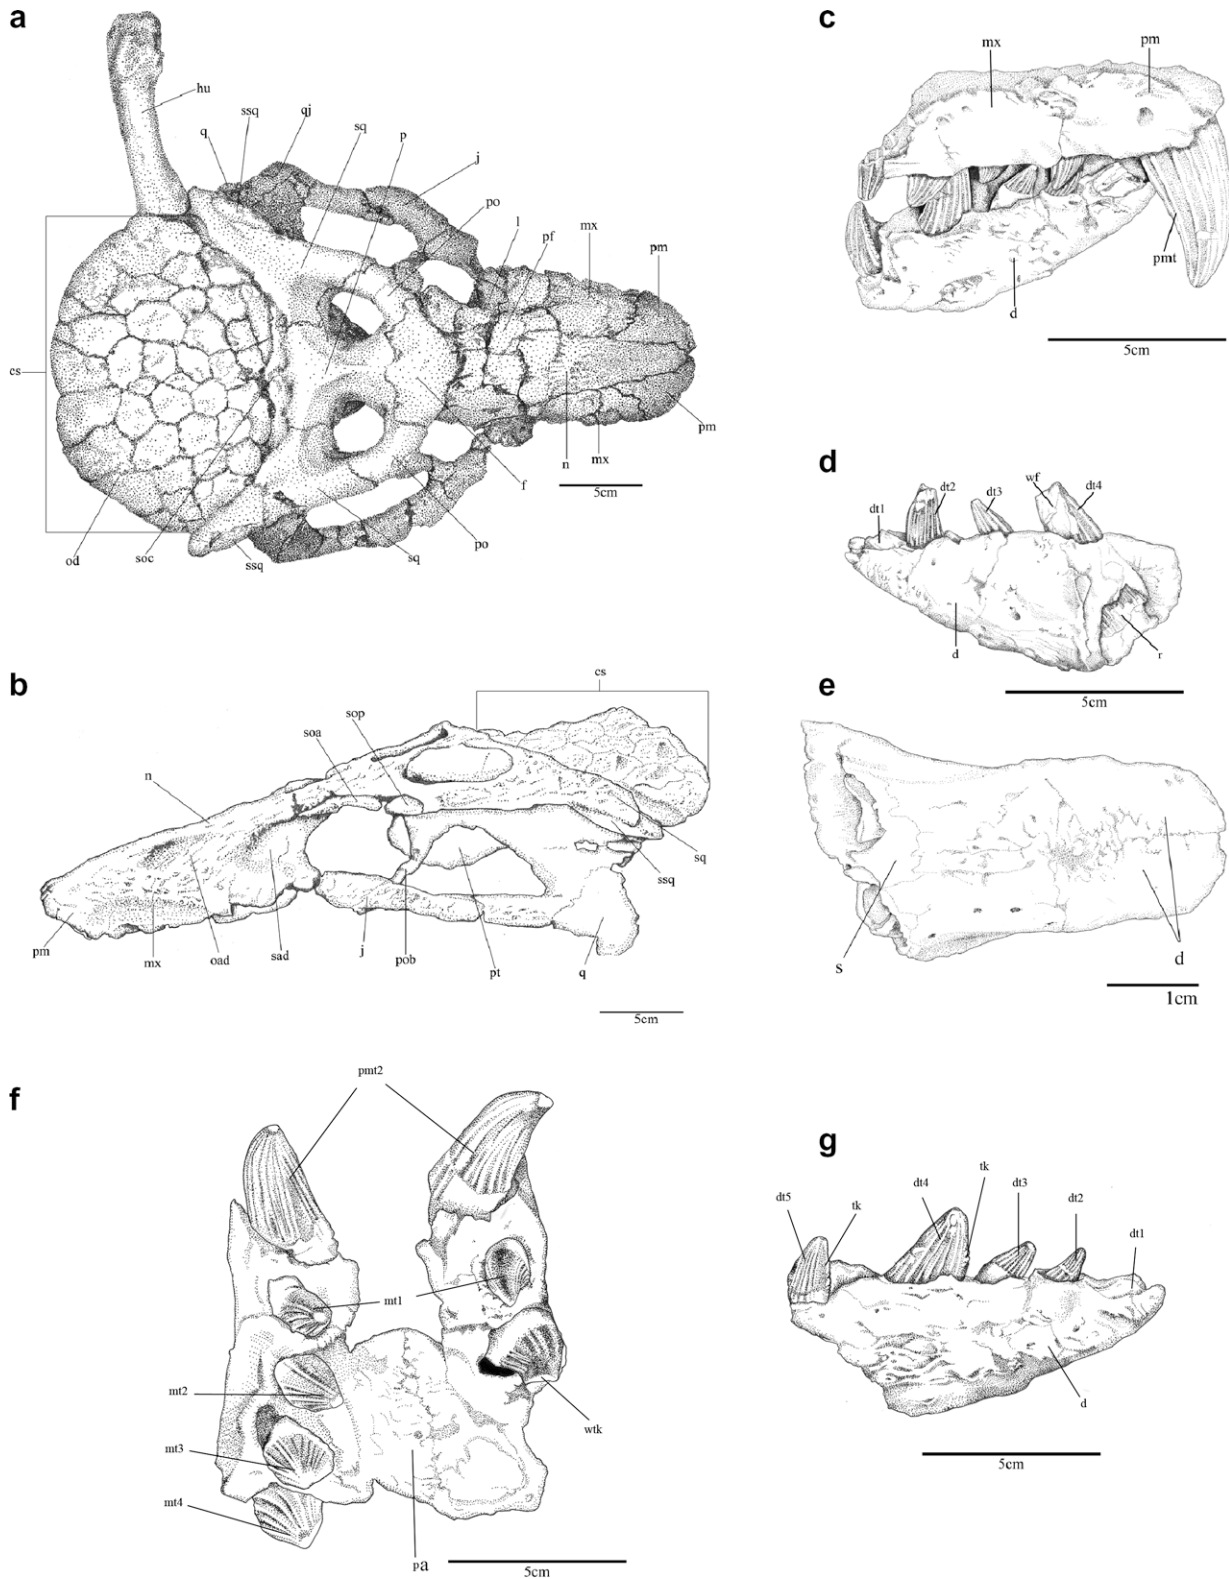 a
hu
q
ssq
qj
sq
p
j
po
l
pf
mx
pm
cs
od
soc
ssq
sq
po
f
n
mx
pm
5cm
b
cs
sop
soa
n
sq
ssq
pm
mx
oad
sad
j
pob
pt
q
5cm
c
mx
pm
pmt
d
5cm
d
dt1
dt2
dt3
wf
dt4
d
r
5cm
e
s
d
1cm
f
pmt2
mt1
mt2
mt3
mt4
wtk
pa
5cm
g
dt5
tk
dt4
tk
dt3
dt2
dt1
d
5cm